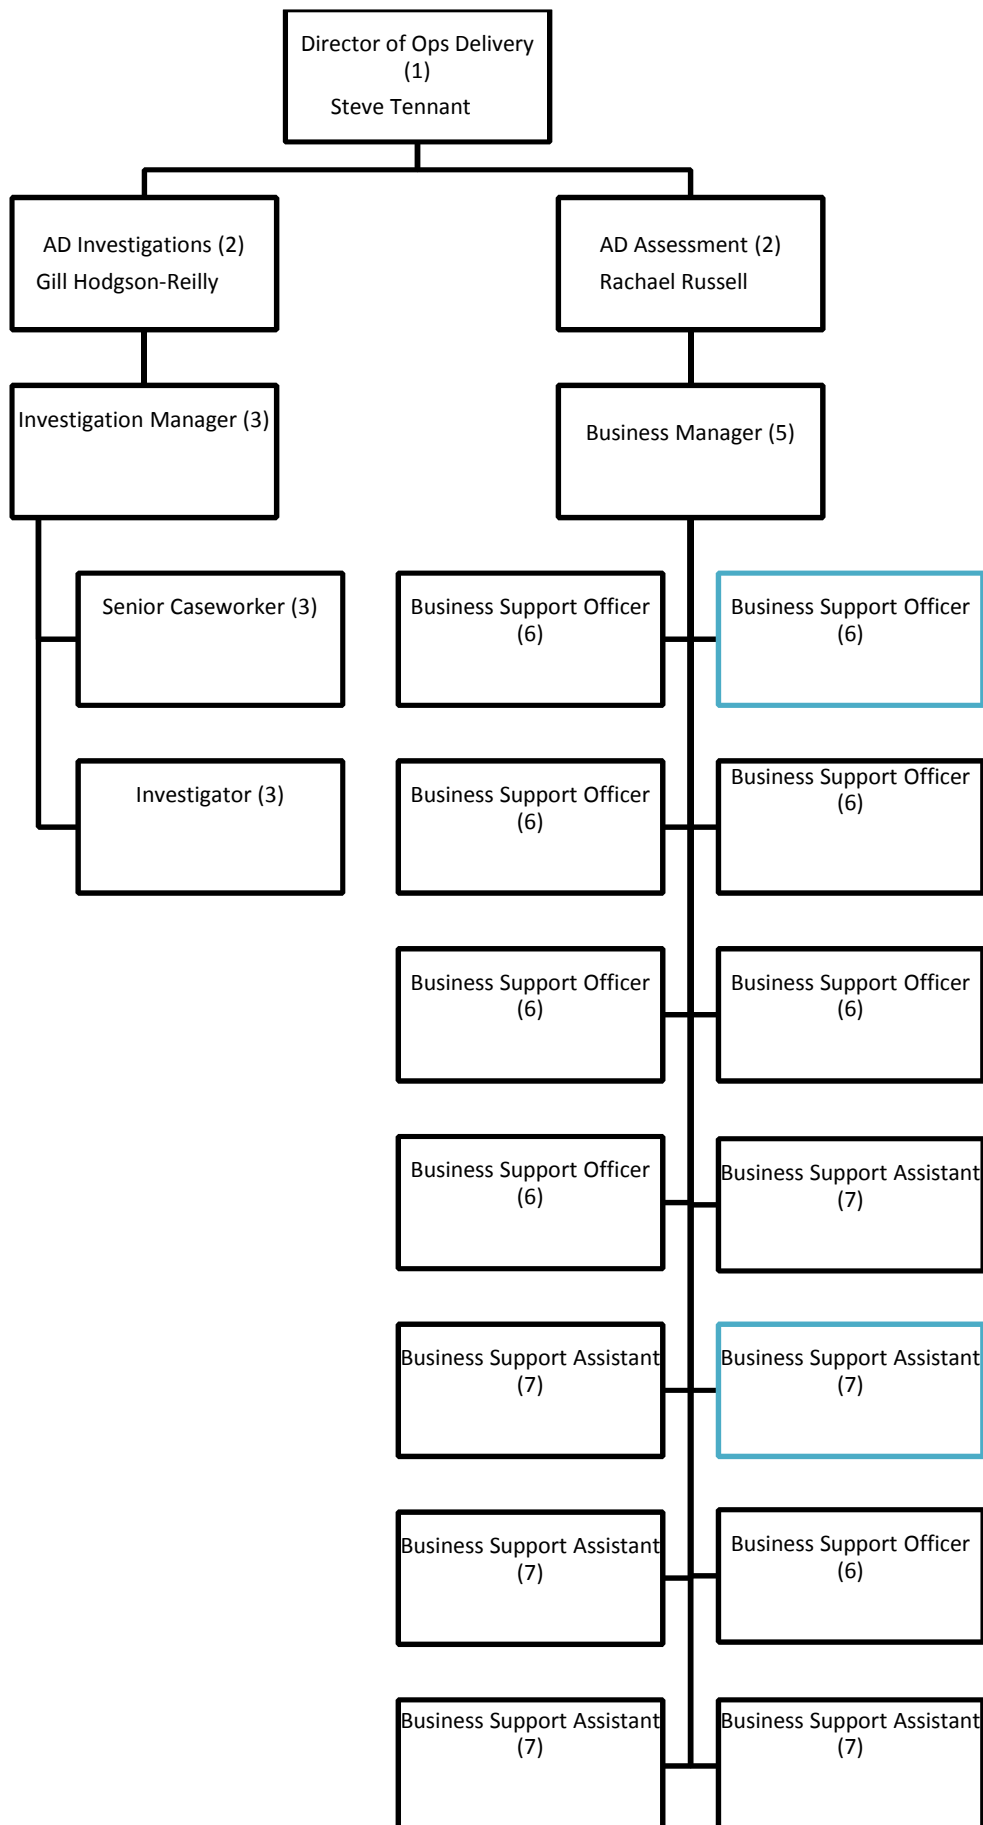 Director of Ops Delivery
(1)
Steve Tennant
AD Investigations (2)
Gill Hodgson-Reilly
AD Assessment (2)
Rachael Russell
Investigation Manager (3)
Business Manager (5)
Senior Caseworker (3)
Business Support Officer
(6)
Business Support Officer
(6)
Investigator (3)
Business Support Officer
(6)
Business Support Officer
(6)
Business Support Officer
(6)
Business Support Officer
(6)
Business Support Officer
(6)
Business Support Assistant
(7)
Business Support Assistant
(7)
Business Support Assistant
(7)
Business Support Assistant
(7)
Business Support Officer
(6)
Business Support Assistant
(7)
Business Support Assistant
(7)